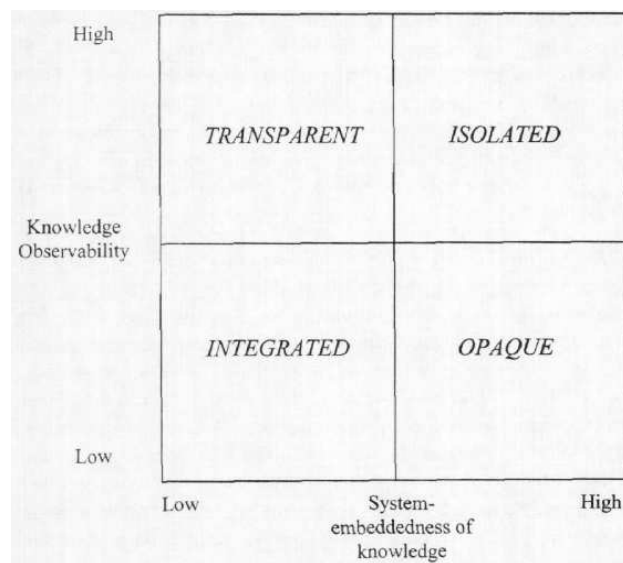 High
TRANSPARENT ISOLATED
Knowledge
Observability
INTEGRATED OPAQUE
Low
Low System- High
embeddedness of
knowledge